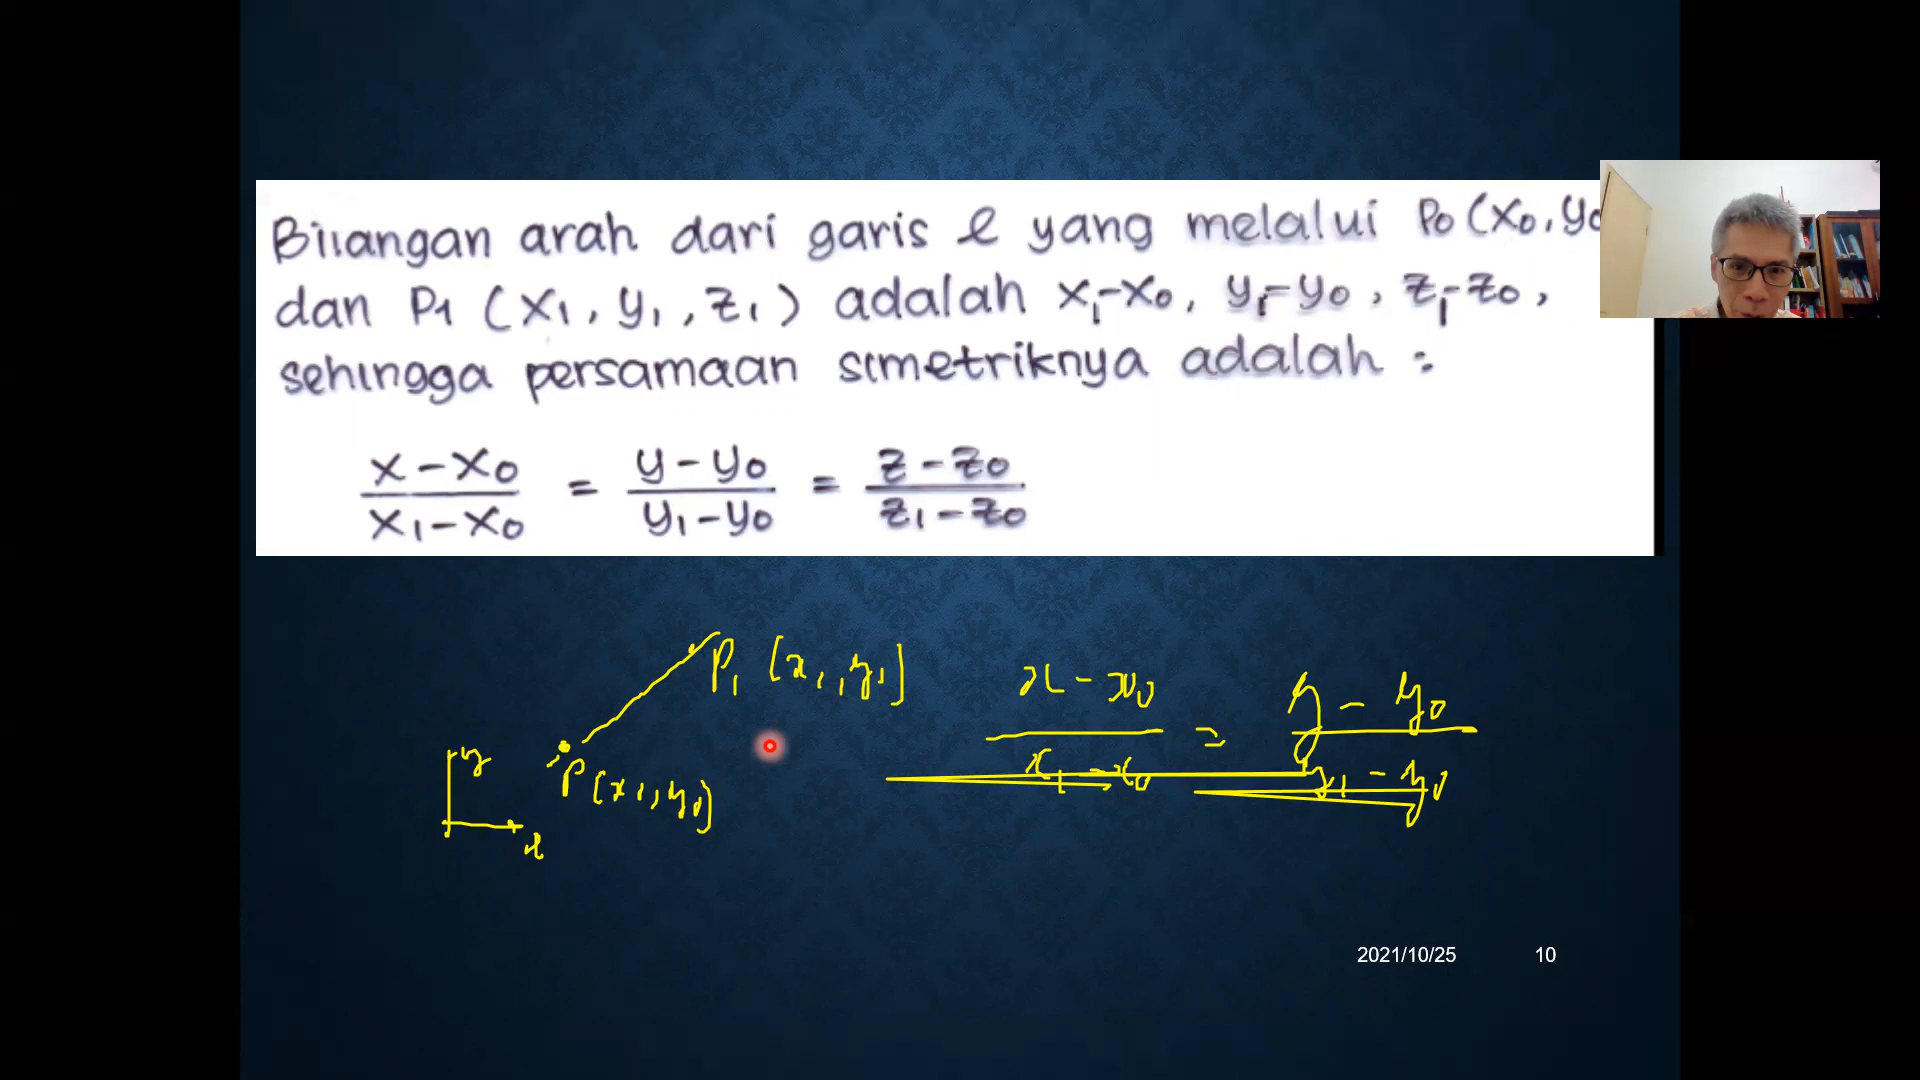 Bilangan arah dari garis l yang melalui P0 (x0, y0
dan P1 (x1, y1, z1) adalah x1-x0, y1-y0, z1-z0,
sehingga persamaan simetriknya adalah :
x - x0 / x1 - x0 = y - y0 / y1 - y0 = z - z0 / z1 - z0
P1 [x1, y1]
x - x0 / x1 - x0 = y - y0 / y1 - y0
y
P (x1, y0)
x
2021/10/25 10